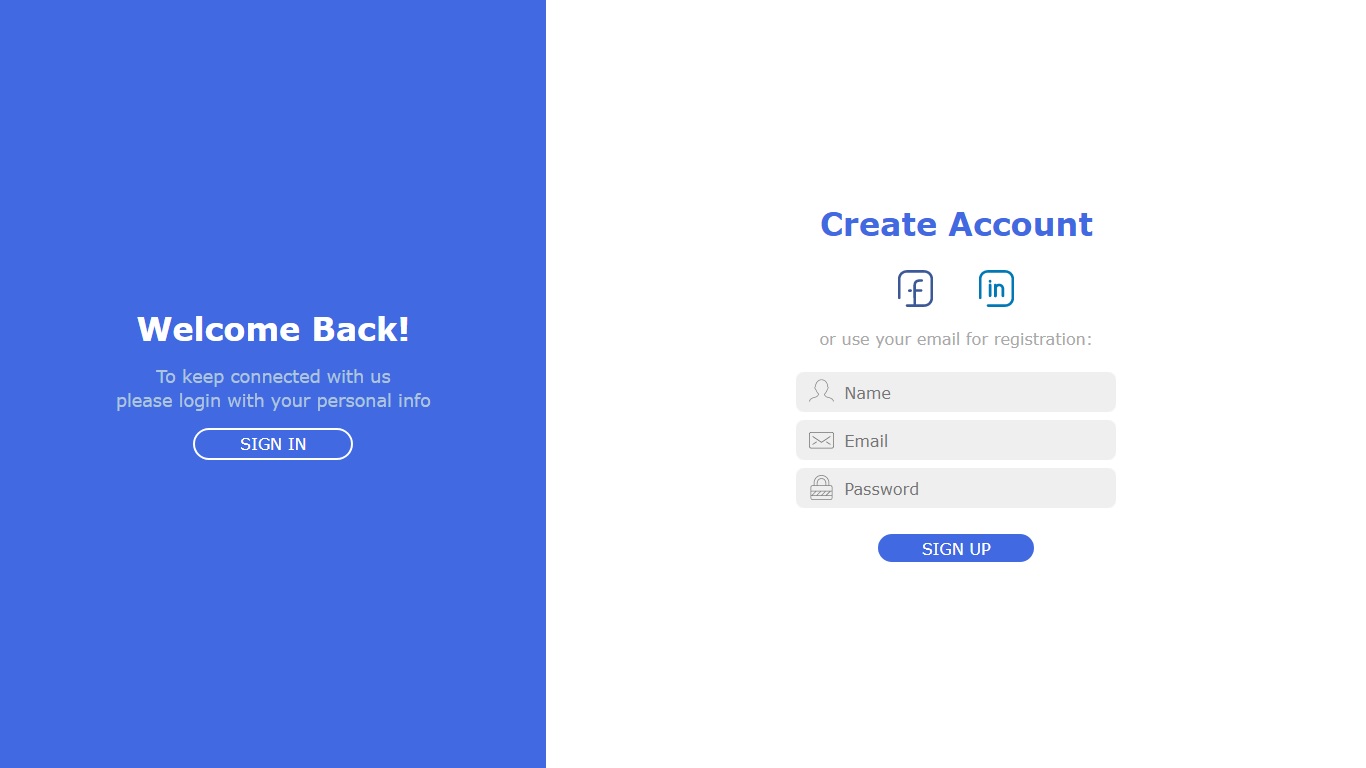 Welcome Back!
To keep connected with us
please login with your personal info
SIGN IN
Create Account
f in
or use your email for registration:
Name
Email
Password
SIGN UP